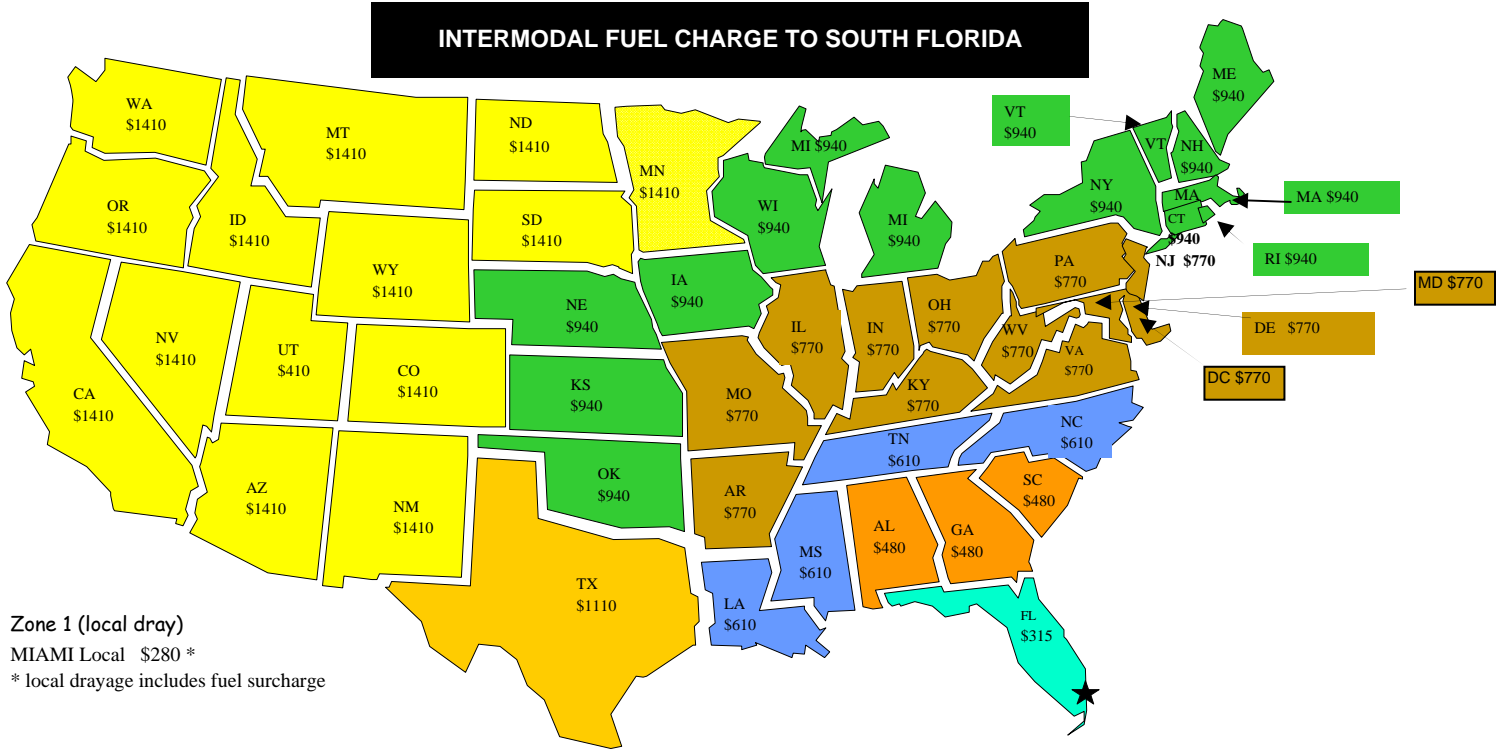 INTERMODAL FUEL CHARGE TO SOUTH FLORIDA
WA
$1410
MT
$1410
ND
$1410
MN
$1410
MI $940
VT
$940
VT
NH
$940
ME
$940
OR
$1410
ID
$1410
SD
$1410
WI
$940
MI
$940
NY
$940
MA
MA $940
CT
$940
RI $940
NJ $770
WY
$1410
NE
$940
IA
$940
PA
$770
MD $770
NV
$1410
UT
$410
CO
$1410
IL
$770
IN
$770
OH
$770
WV
$770
VA
$770
DE $770
DC $770
CA
$1410
KS
$940
MO
$770
KY
$770
NC
$610
TN
$610
AZ
$1410
NM
$1410
OK
$940
AR
$770
SC
$480
MS
$610
AL
$480
GA
$480
TX
$1110
LA
$610
FL
$315
Zone 1 (local dray)
MIAMI Local $280 *
* local drayage includes fuel surcharge